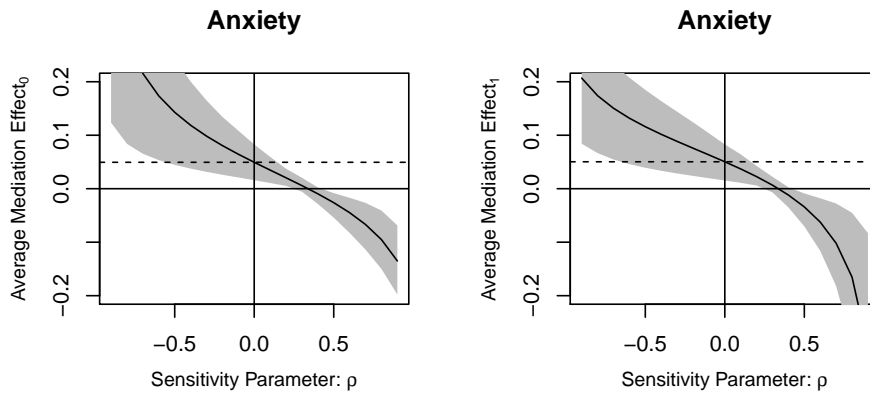 Anxiety
Average Mediation Effect₀
0.2
0.1
0.0
−0.2
−0.5
0.0
0.5
Sensitivity Parameter: ρ
Anxiety
Average Mediation Effect₁
0.2
0.1
0.0
−0.2
−0.5
0.0
0.5
Sensitivity Parameter: ρ